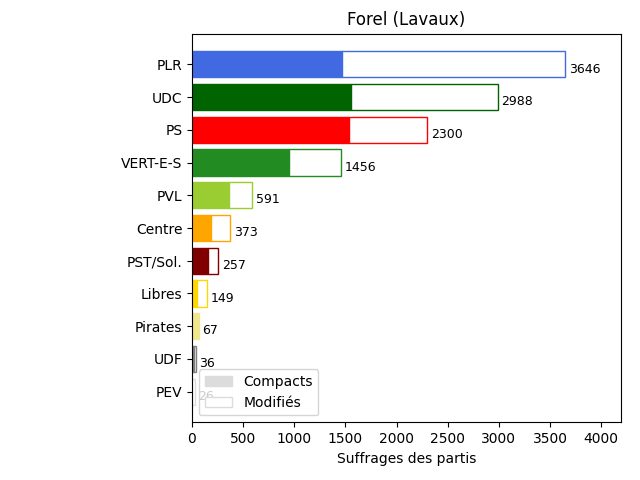 Forel (Lavaux)
PLR 3646
UDC 2988
PS 2300
VERT-E-S 1456
PVL 591
Centre 373
PST/Sol. 257
Libres 149
Pirates 67
UDF 36
PEV 26
Compacts
Modifiés
0 500 1000 1500 2000 2500 3000 3500 4000
Suffrages des partis